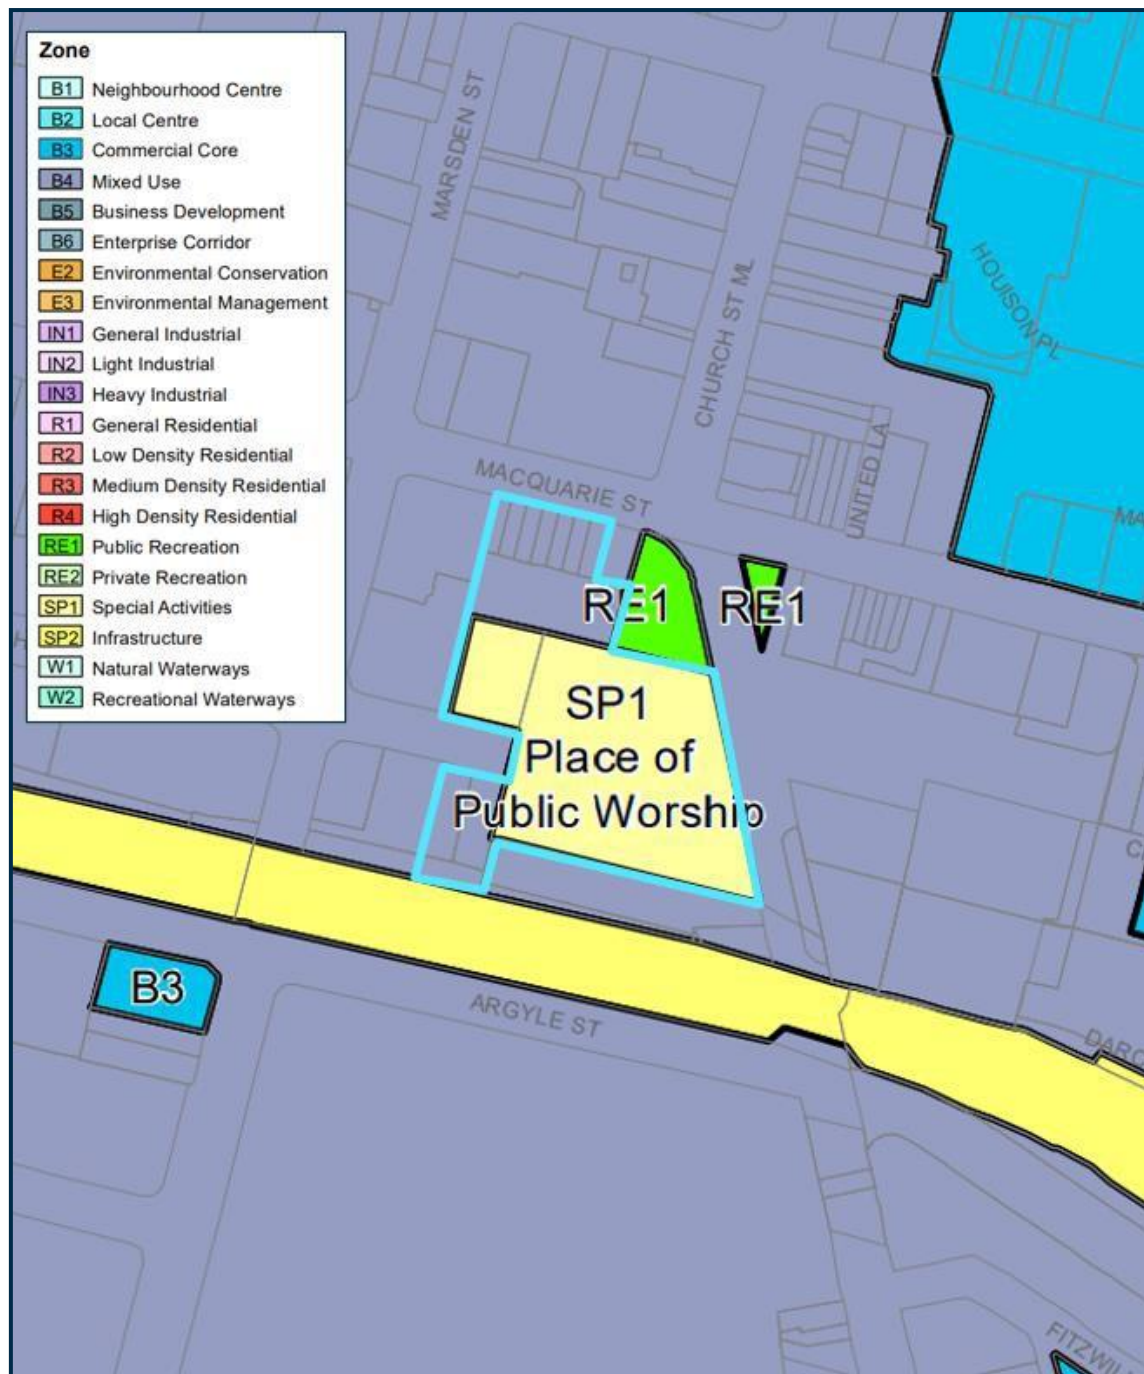 Zone
B1 Neighbourhood Centre
B2 Local Centre
B3 Commercial Core
B4 Mixed Use
B5 Business Development
B6 Enterprise Corridor
E2 Environmental Conservation
E3 Environmental Management
IN1 General Industrial
IN2 Light Industrial
IN3 Heavy Industrial
R1 General Residential
R2 Low Density Residential
R3 Medium Density Residential
R4 High Density Residential
RE1 Public Recreation
RE2 Private Recreation
SP1 Special Activities
SP2 Infrastructure
W1 Natural Waterways
W2 Recreational Waterways
MARSDEN ST
HOUISON PL
CHURCH ST ML
UNITED LA
MACQUARIE ST
MA
RE1
RE1
SP1
Place of
Public Worship
C
B3
ARGYLE ST
DARC
FITZWIL